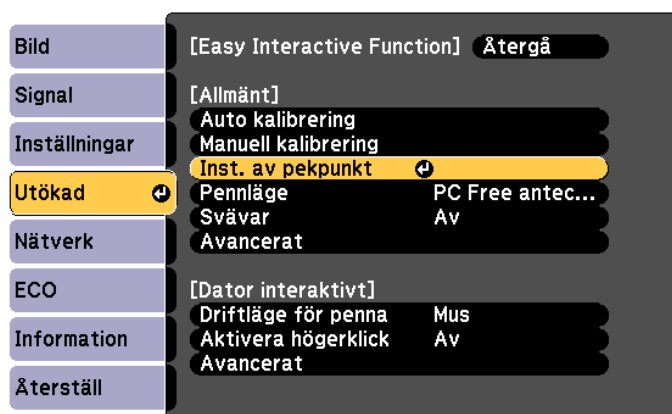 Bild
Signal
Inställningar
Utökad
Nätverk
ECO
Information
Återställ
[Easy Interactive Function] Återgå
[Allmänt]
Auto kalibrering
Manuell kalibrering
Inst. av pekpunkt
Pennläge PC Free antec...
Svävar Av
Avancerat
[Dator interaktivt]
Driftläge för penna Mus
Aktivera högerklick Av
Avancerat